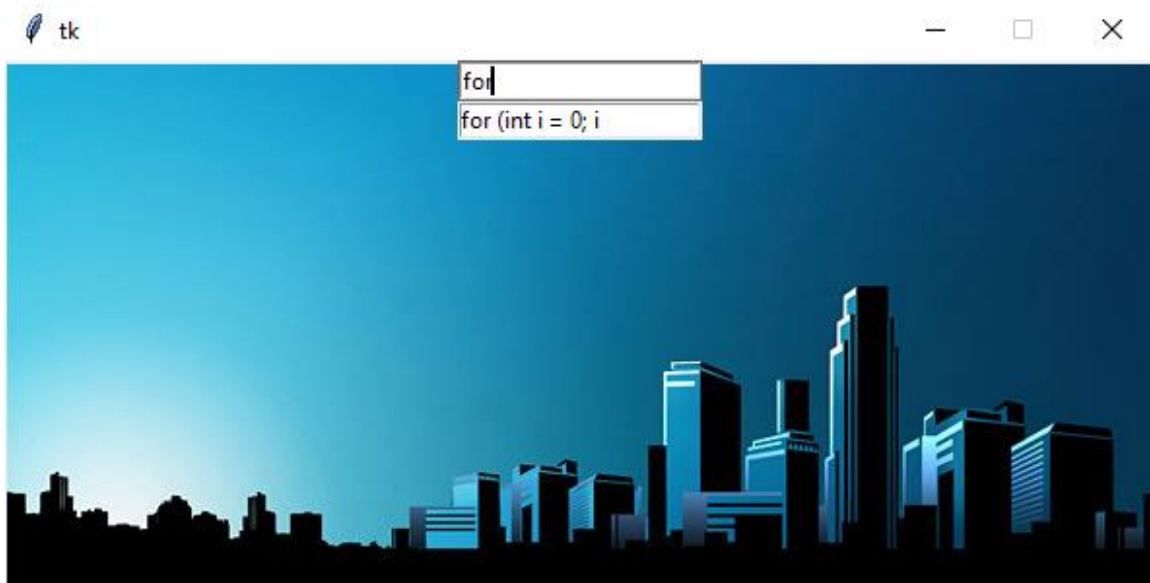 tk
for
for (int i = 0; i